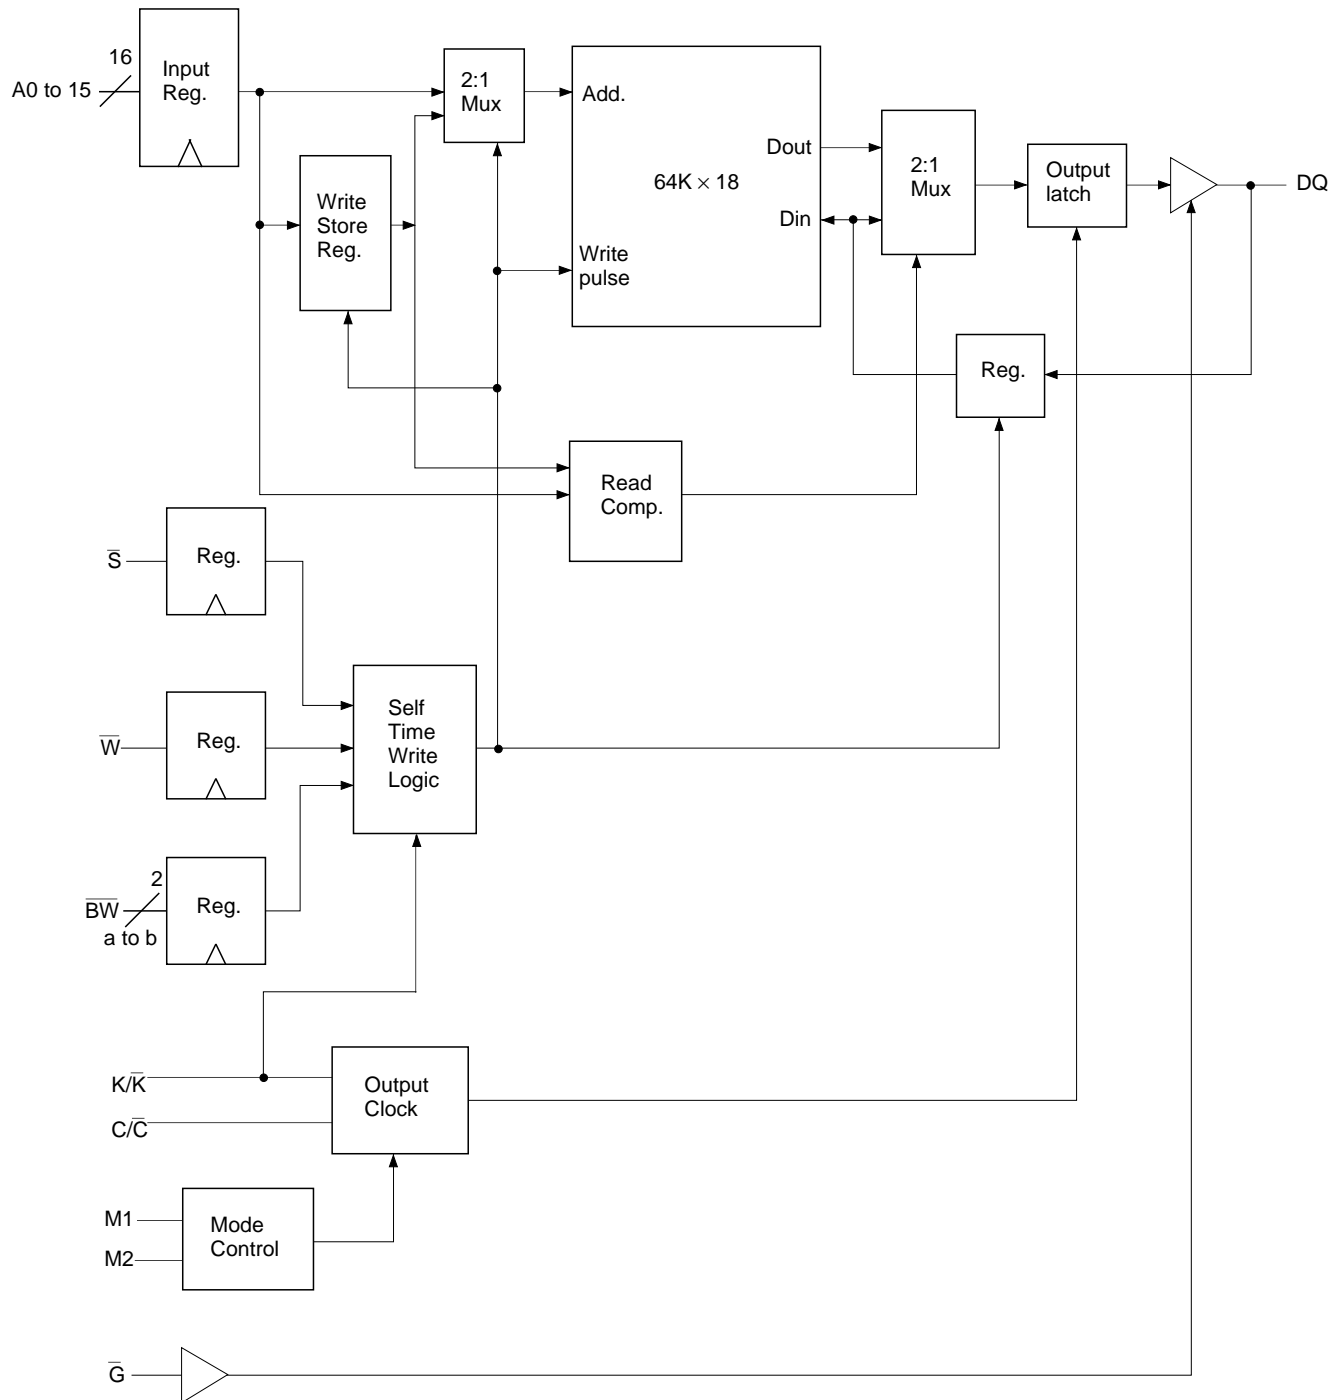 16
A0 to 15
Input
Reg.
2:1
Mux
Add.
Dout
64K × 18
Din
Write
pulse
2:1
Mux
Output
latch
DQ
Write
Store
Reg.
Reg.
Read
Comp.
S̅
Reg.
W̅
Reg.
Self
Time
Write
Logic
2
B̅W̅
a to b
Reg.
K/K̅
C/C̅
Output
Clock
M1
M2
Mode
Control
G̅